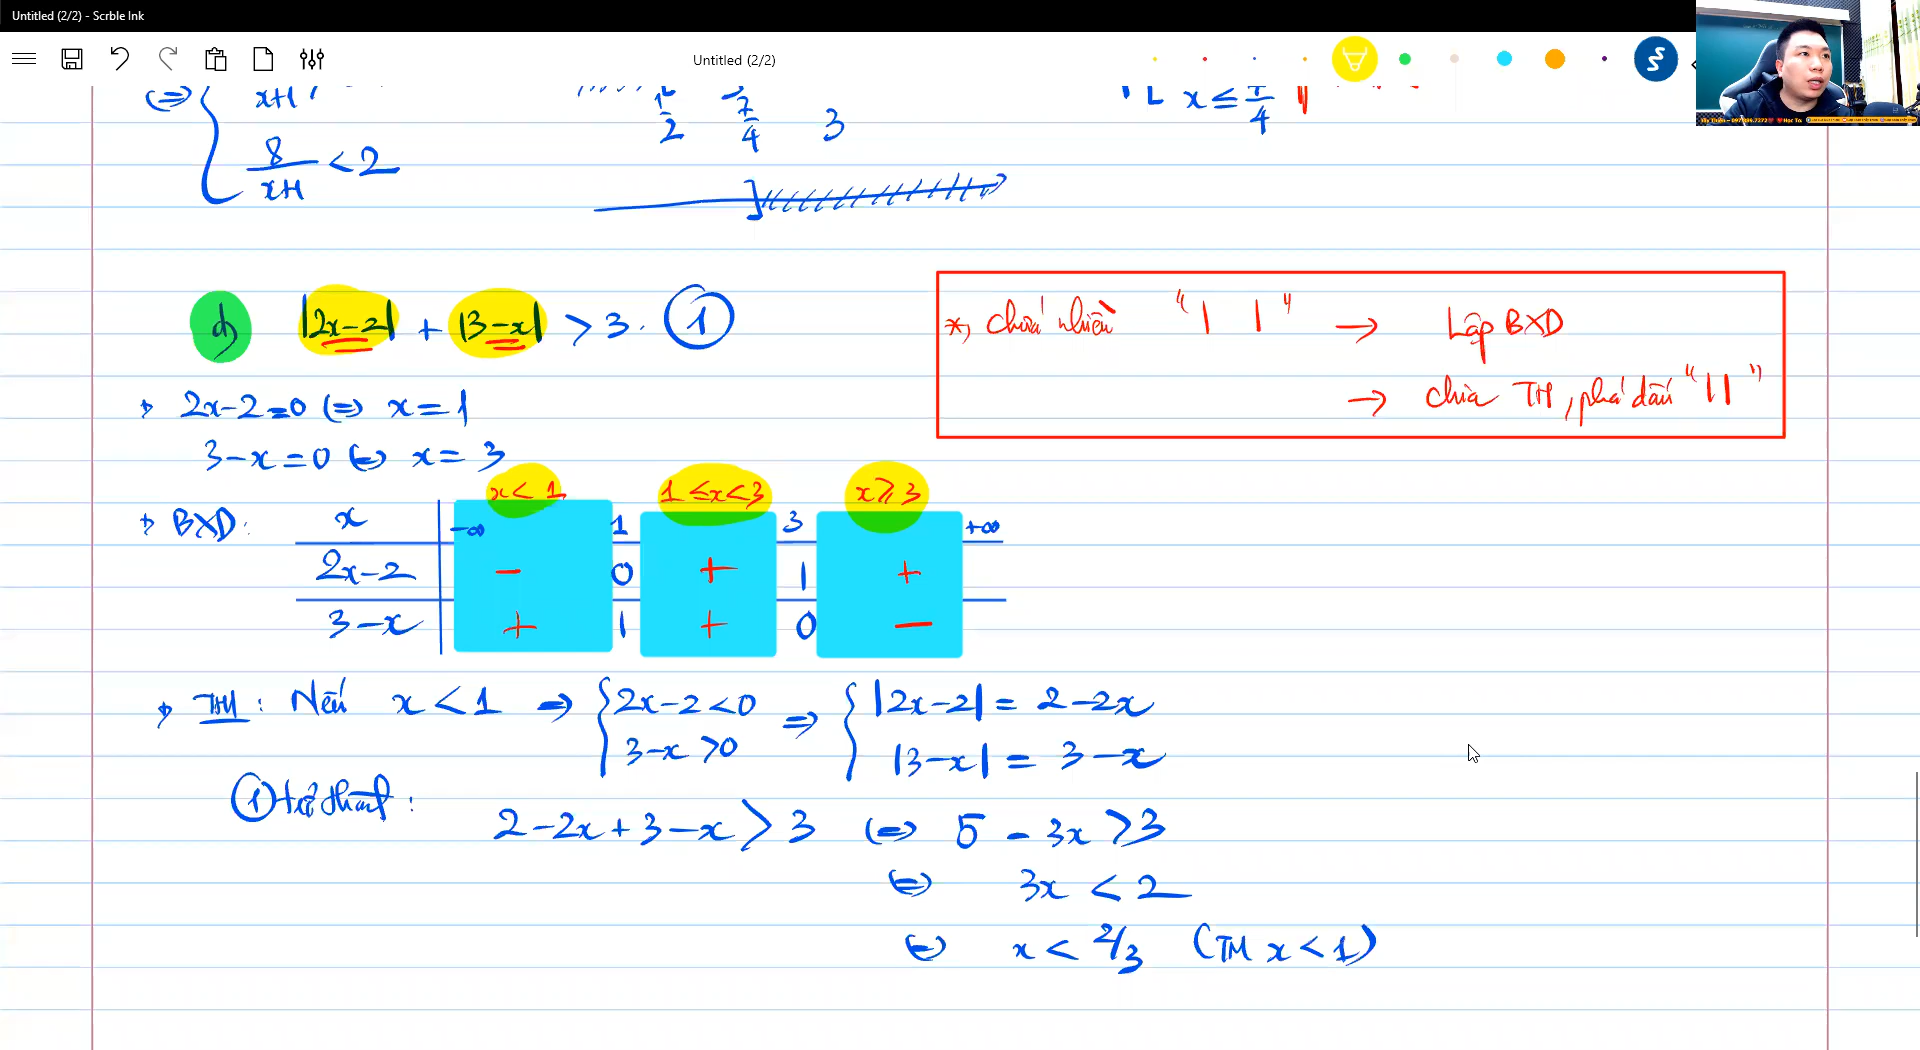 Untitled (2/2) - Scrble Ink
Untitled (2/2)
(=) { x+1
8/(x+1) < 2
1/2 7/4 3
x ≤ 7/4
d) |2x-2| + |3-x| > 3. ①
*, chứa nhiều "| |" → Lập BXD
→ chia TH, phá dấu "| |"
2x-2=0 (=) x=1
3-x=0 (=) x=3
x<1 1≤x<3 x≥3
BXD: x -∞ 1 3 +∞
2x-2 - 0 + | +
3-x + | + 0 -
TH1: Nếu x<1 => { 2x-2<0 => { |2x-2| = 2-2x
3-x>0 |3-x| = 3-x
① trở thành:
2-2x+3-x > 3 (=) 5-3x > 3
(=) 3x < 2
(=) x < 2/3 (TM x<1)